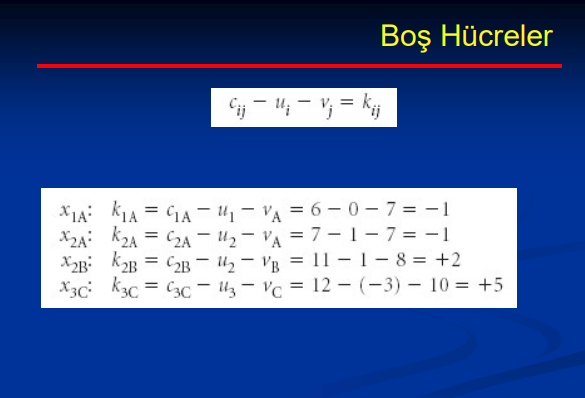 Boş Hücreler
cij − ui − vj = kij
x1A: k1A = c1A − u1 − vA = 6 − 0 − 7 = −1
x2A: k2A = c2A − u2 − vA = 7 − 1 − 7 = −1
x2B: k2B = c2B − u2 − vB = 11 − 1 − 8 = +2
x3C: k3C = c3C − u3 − vC = 12 − (−3) − 10 = +5